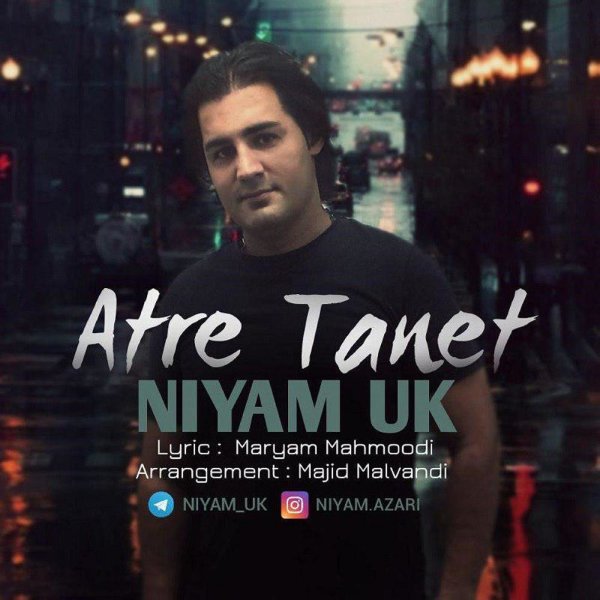 Atre Tanet
NIYAM UK
Lyric : Maryam Mahmoodi
Arrangement : Majid Malvandi
NIYAM_UK NIYAM.AZARI